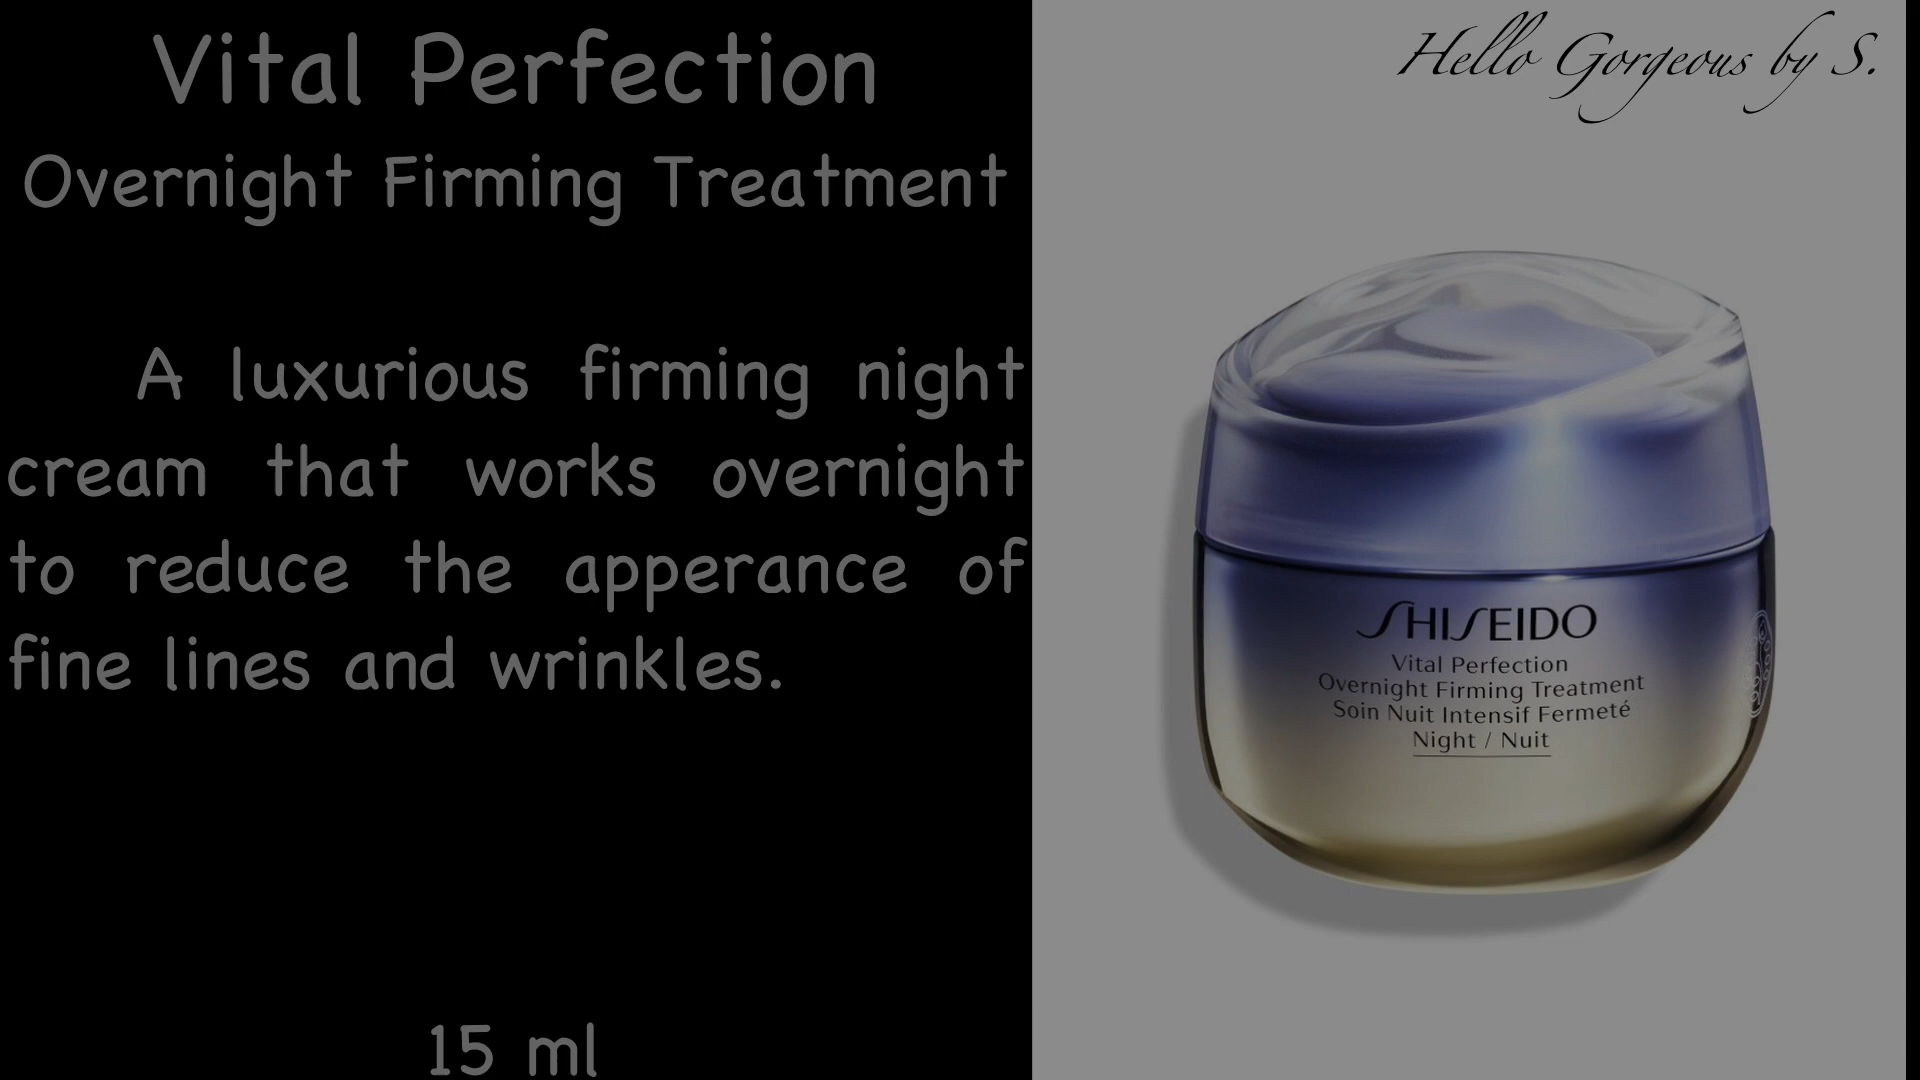 Vital Perfection
Overnight Firming Treatment
A luxurious firming night
cream that works overnight
to reduce the apperance of
fine lines and wrinkles.
15 ml
Hello Gorgeous by S.
SHISEIDO
Vital Perfection
Overnight Firming Treatment
Soin Nuit Intensif Fermeté
Night / Nuit